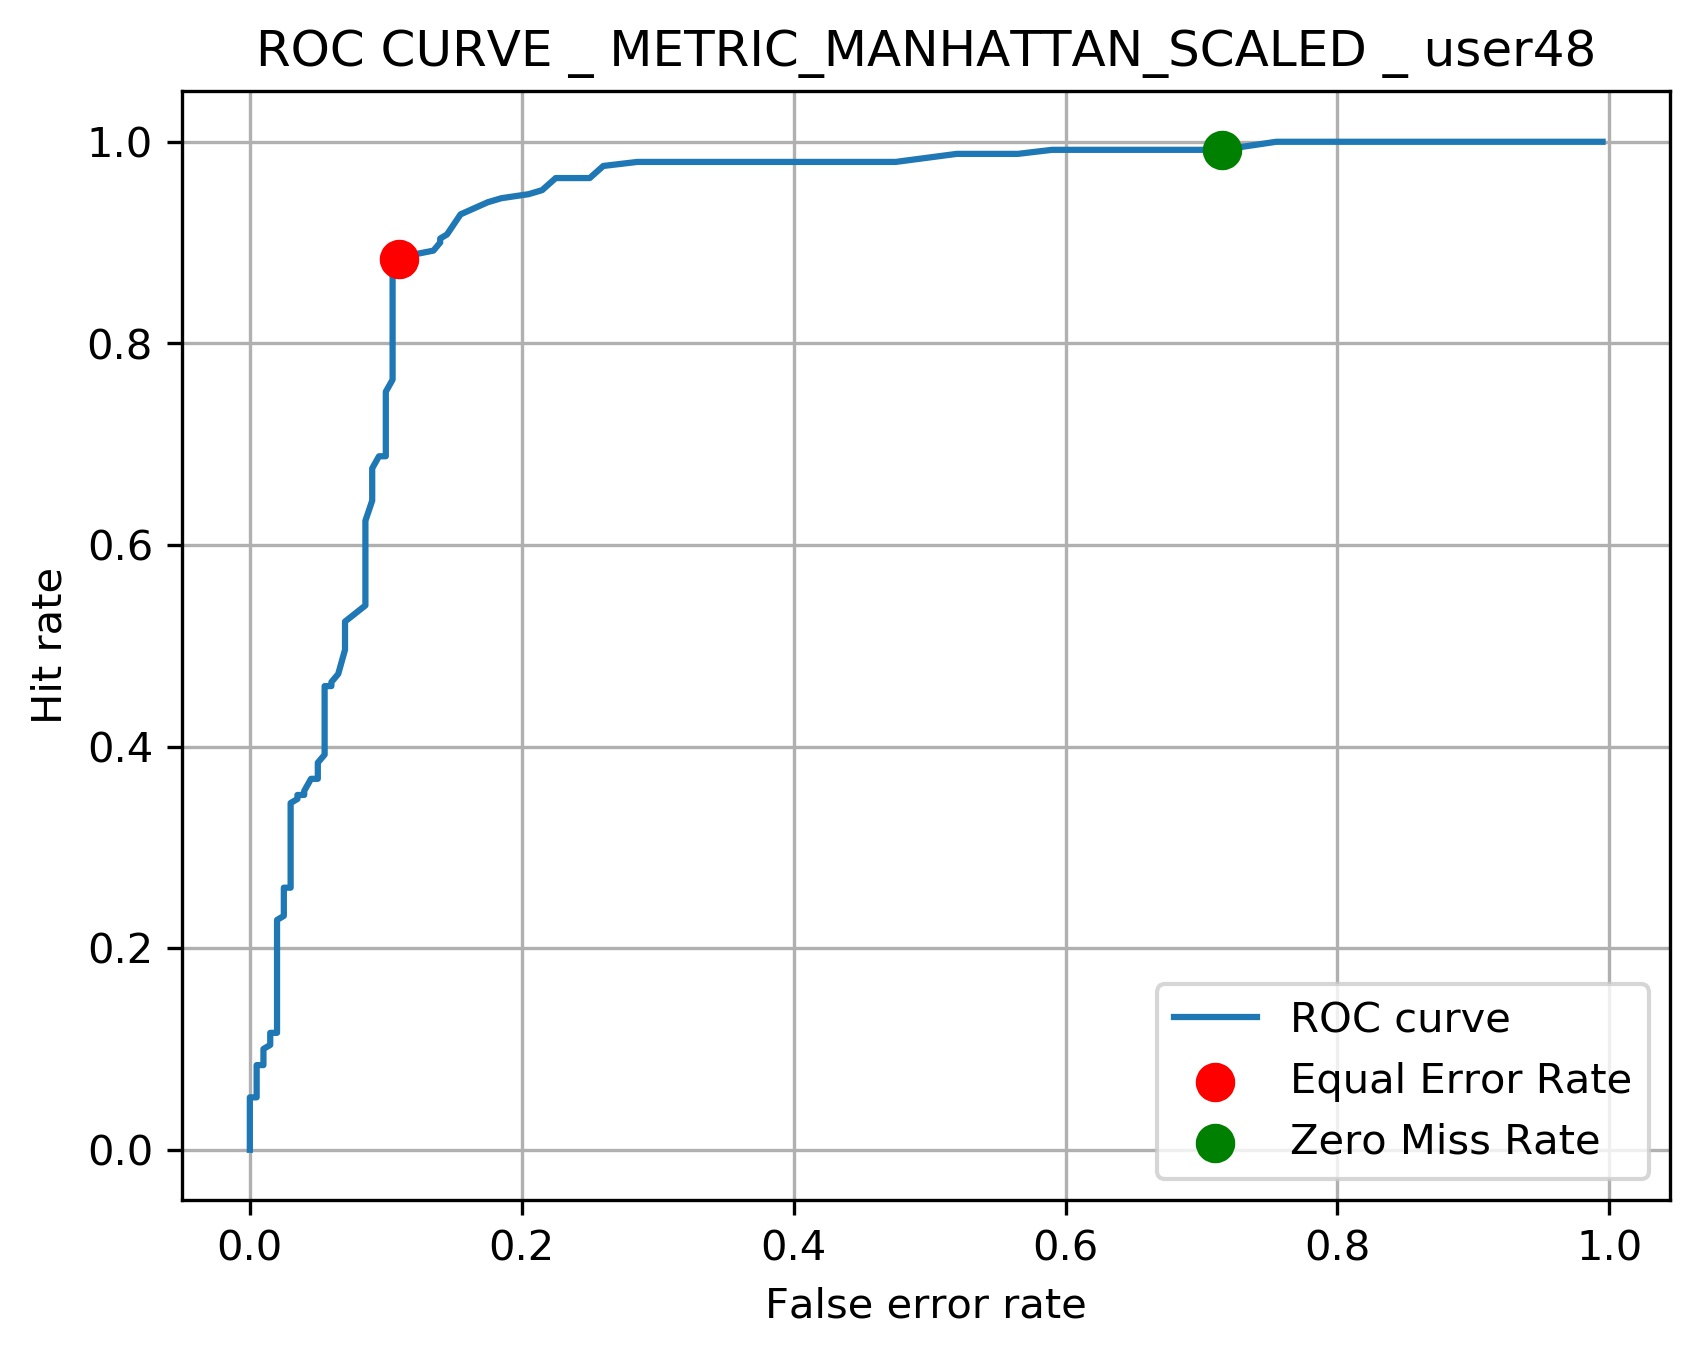 ROC CURVE _ METRIC_MANHATTAN_SCALED _ user48
1.0
0.8
0.6
0.4
0.2
0.0
Hit rate
ROC curve
Equal Error Rate
Zero Miss Rate
0.0 0.2 0.4 0.6 0.8 1.0
False error rate